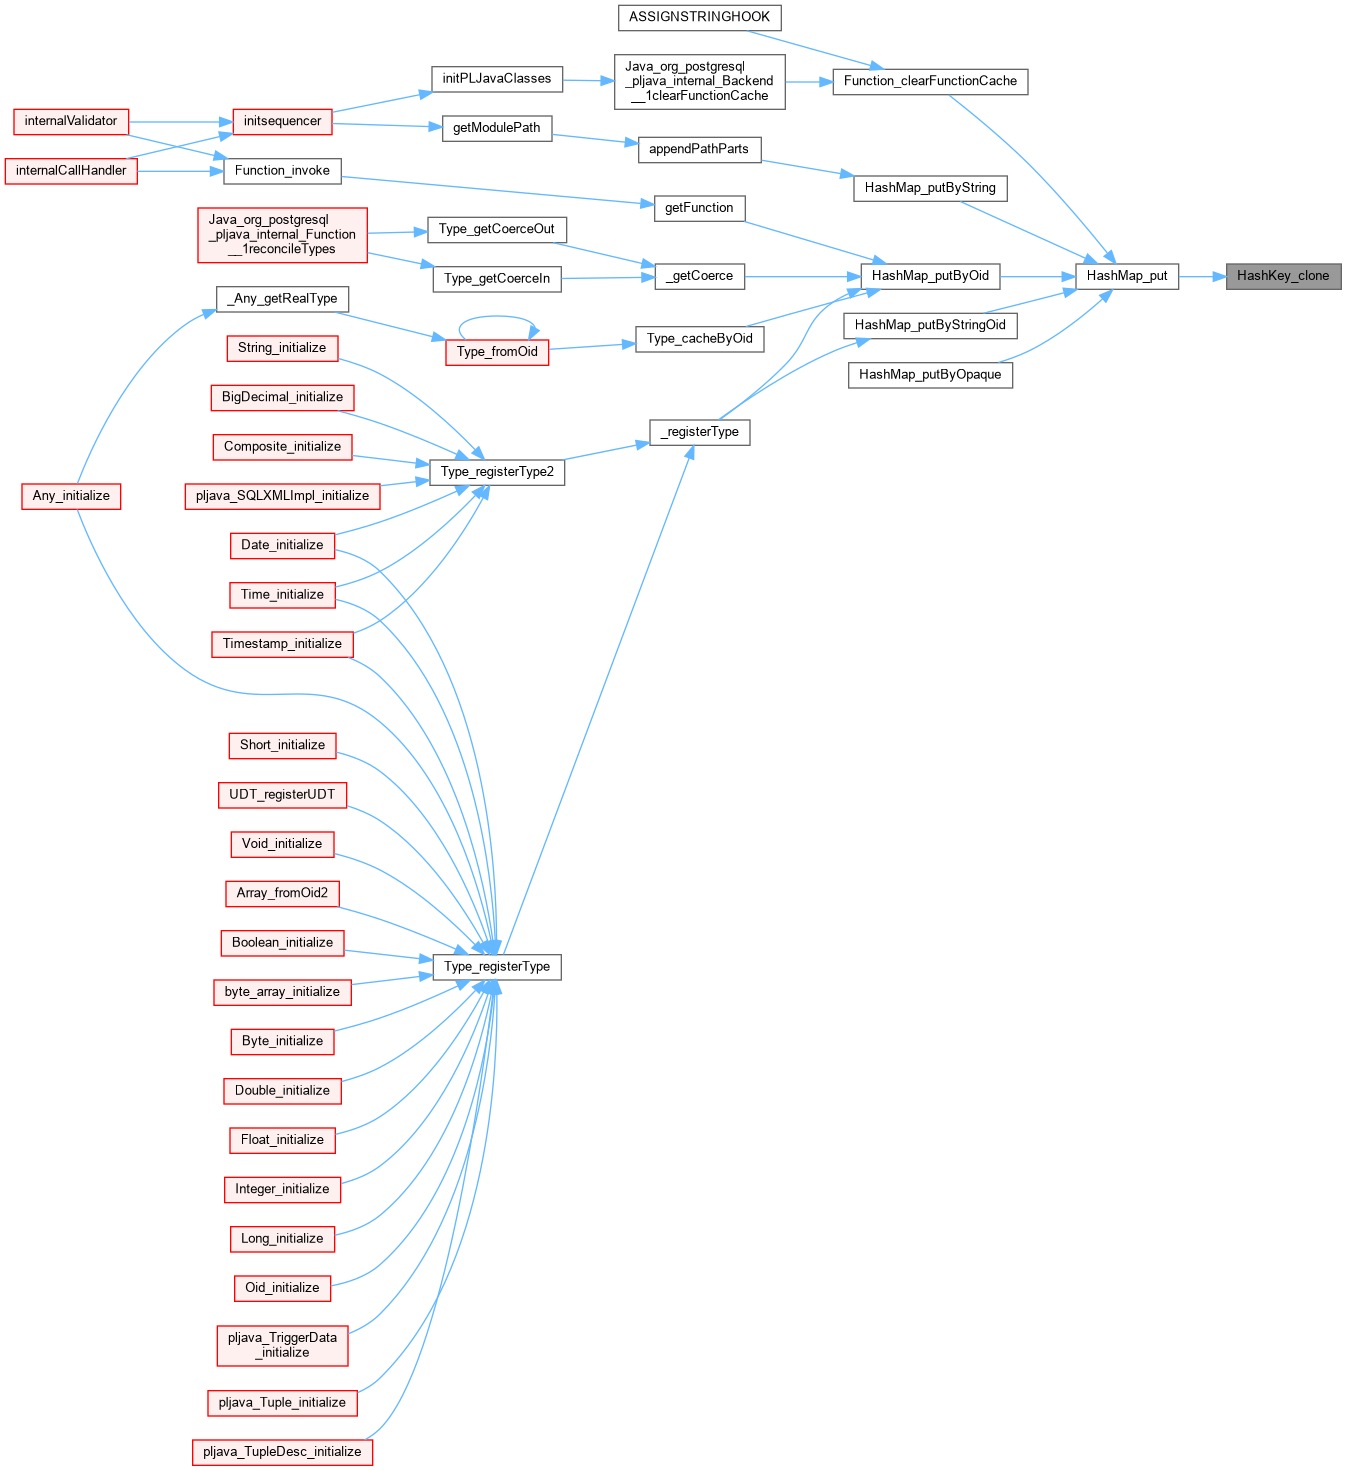 ASSIGNSTRINGHOOK
Java_org_postgresql
_pljava_internal_Backend
__1clearFunctionCache
Function_clearFunctionCache
initPLJavaClasses
internalValidator
initsequencer
getModulePath
appendPathParts
internalCallHandler
Function_invoke
HashMap_putByString
getFunction
Java_org_postgresql
_pljava_internal_Function
__1reconcileTypes
Type_getCoerceOut
Type_getCoerceIn
_getCoerce
HashMap_putByOid
HashMap_put
HashKey_clone
_Any_getRealType
HashMap_putByStringOid
Type_cacheByOid
Type_fromOid
String_initialize
HashMap_putByOpaque
BigDecimal_initialize
_registerType
Composite_initialize
Type_registerType2
Any_initialize
pljava_SQLXMLImpl_initialize
Date_initialize
Time_initialize
Timestamp_initialize
Short_initialize
UDT_registerUDT
Void_initialize
Array_fromOid2
Boolean_initialize
Type_registerType
byte_array_initialize
Byte_initialize
Double_initialize
Float_initialize
Integer_initialize
Long_initialize
Oid_initialize
pljava_TriggerData
_initialize
pljava_Tuple_initialize
pljava_TupleDesc_initialize